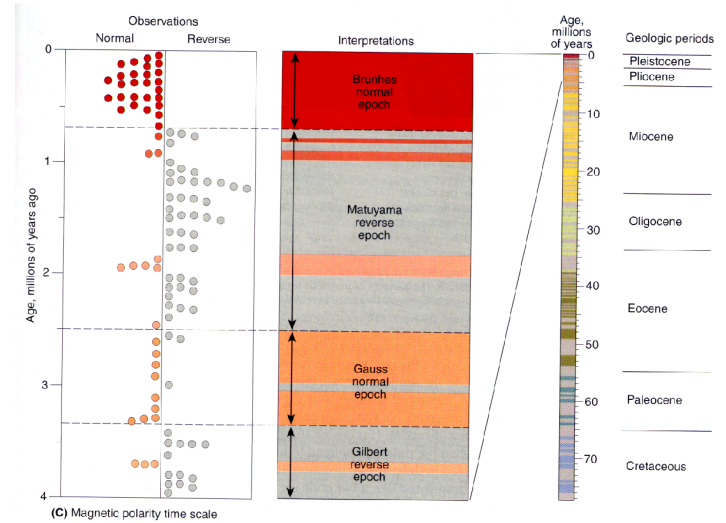 Observations
Normal
Reverse
Interpretations
Age,
millions
of years
Geologic periods
0
1
2
3
4
Age, millions of years ago
Brunhes
normal
epoch
Matuyama
reverse
epoch
Gauss
normal
epoch
Gilbert
reverse
epoch
0
10
20
30
40
50
60
70
Pleistocene
Pliocene
Miocene
Oligocene
Eocene
Paleocene
Cretaceous
(C) Magnetic polarity time scale